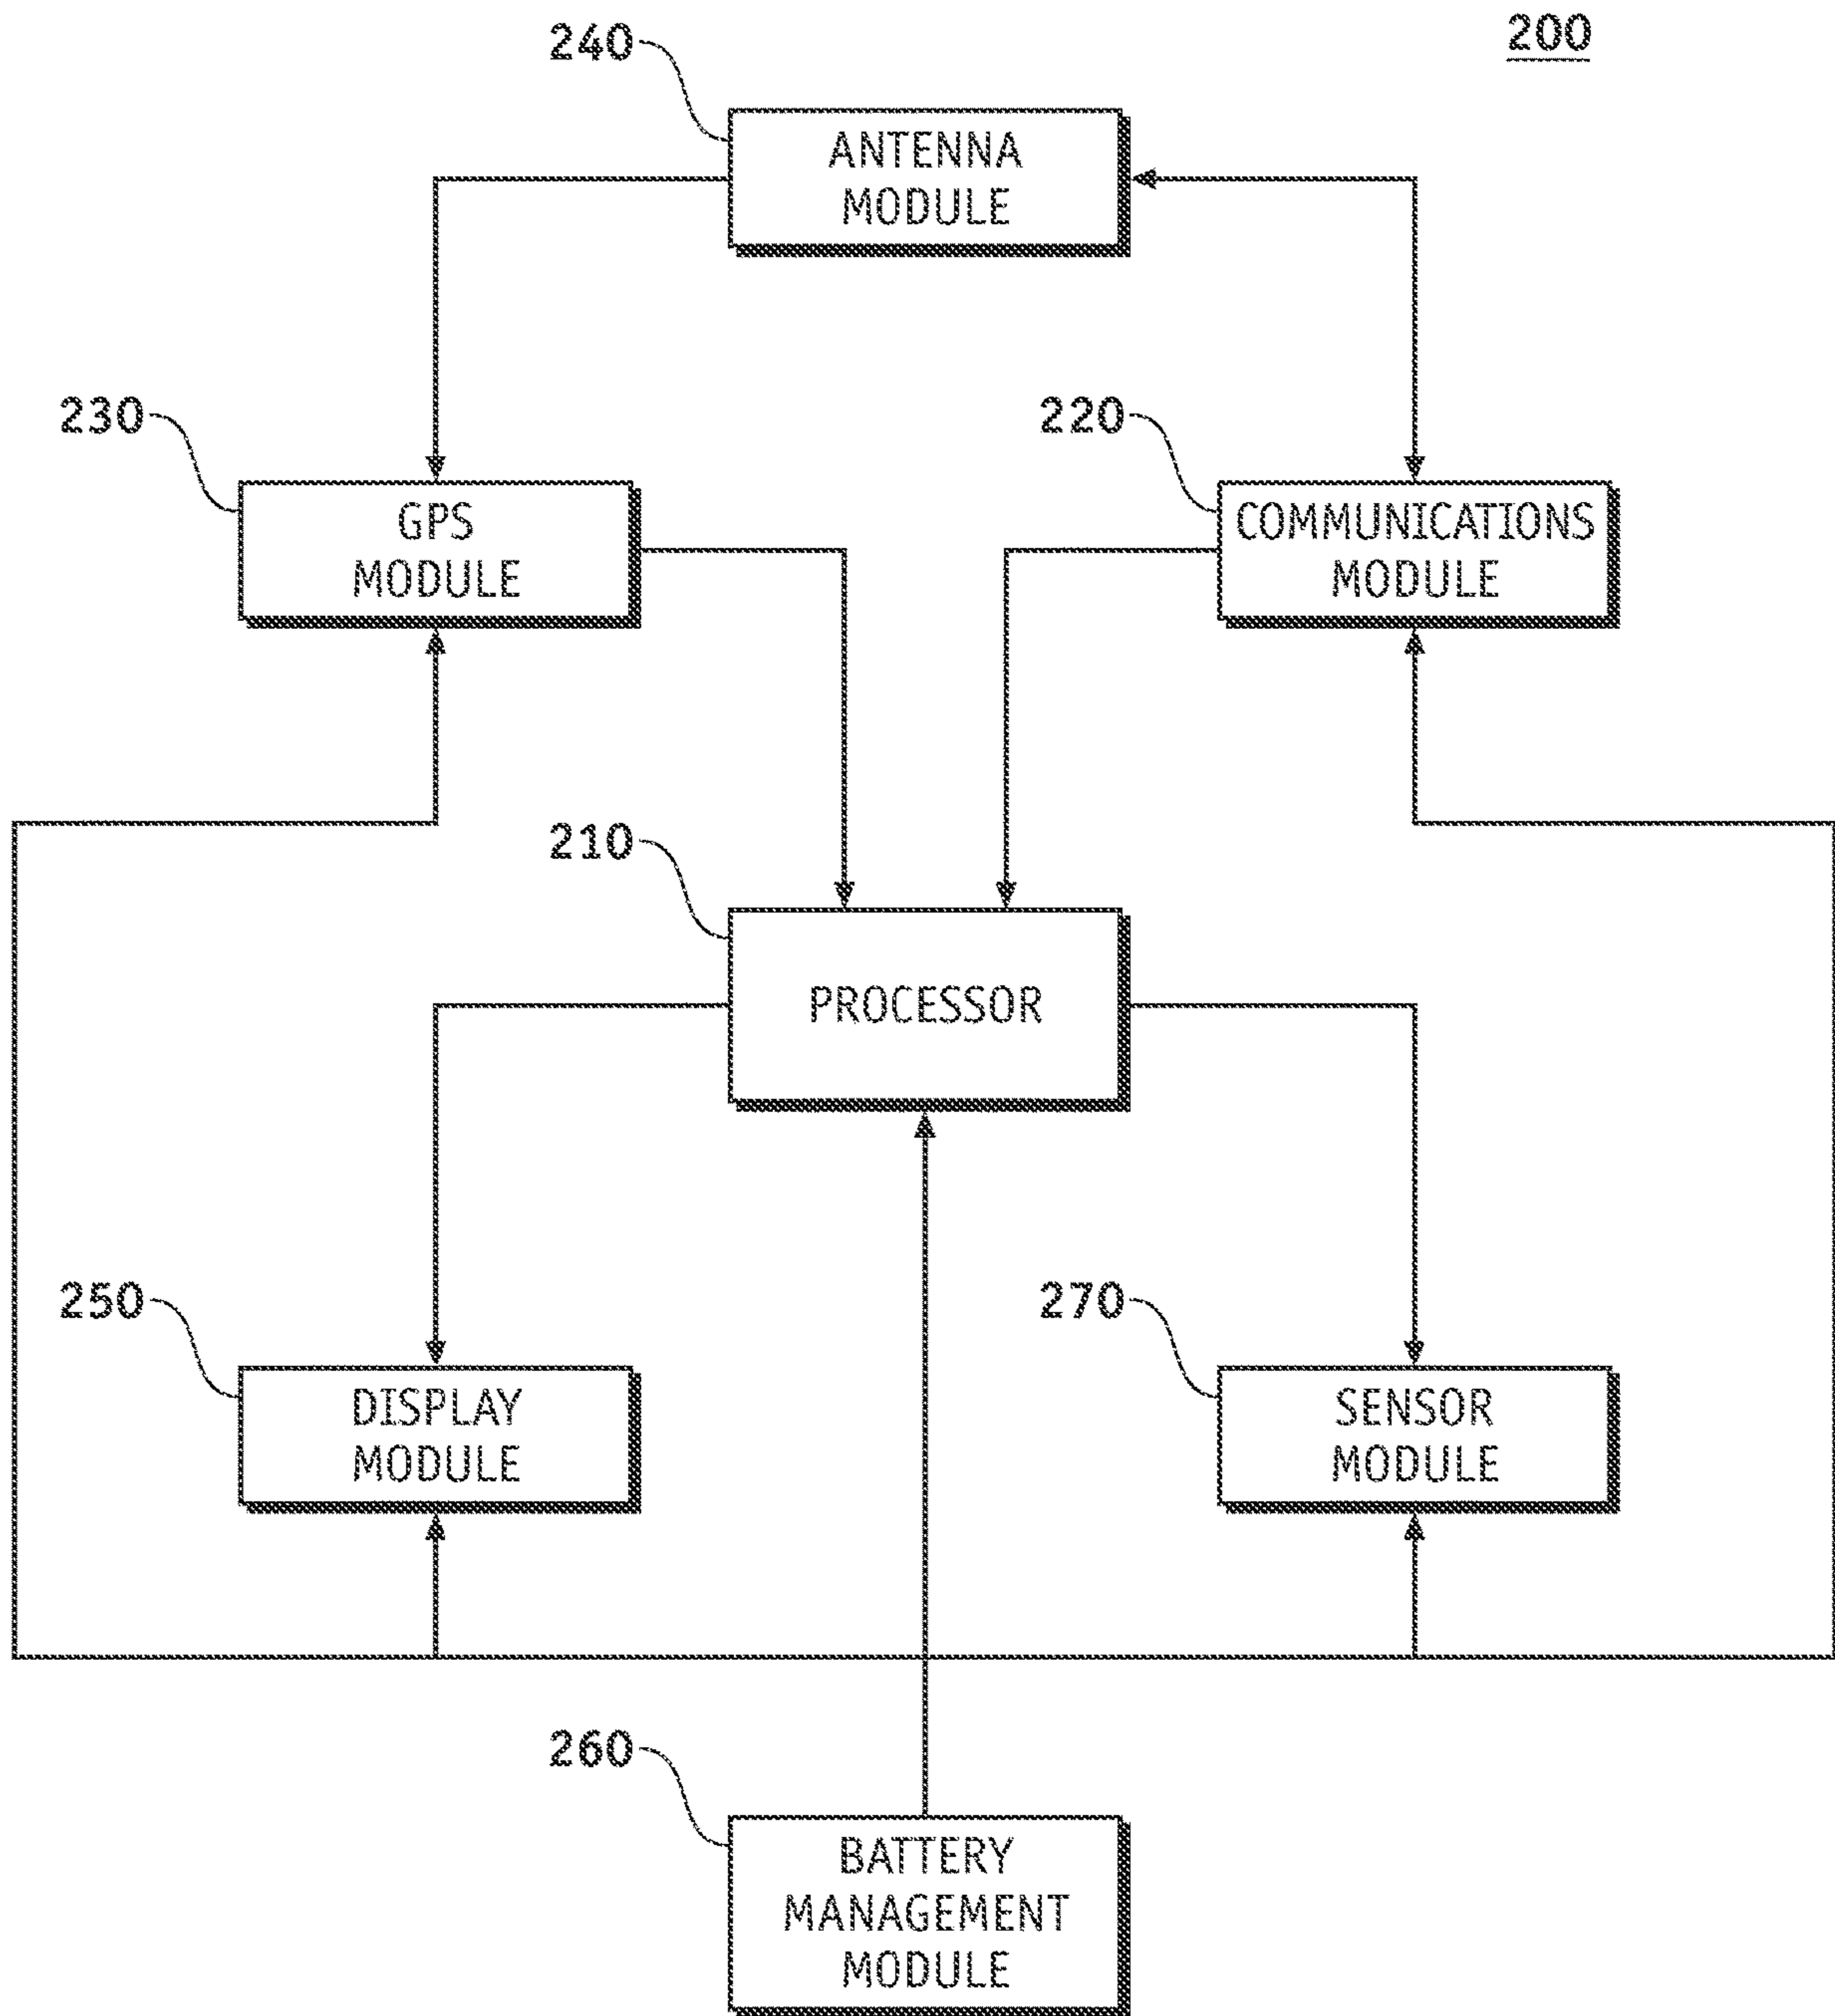 200
240
ANTENNA
MODULE
230
GPS
MODULE
220
COMMUNICATIONS
MODULE
210
PROCESSOR
250
DISPLAY
MODULE
270
SENSOR
MODULE
260
BATTERY
MANAGEMENT
MODULE